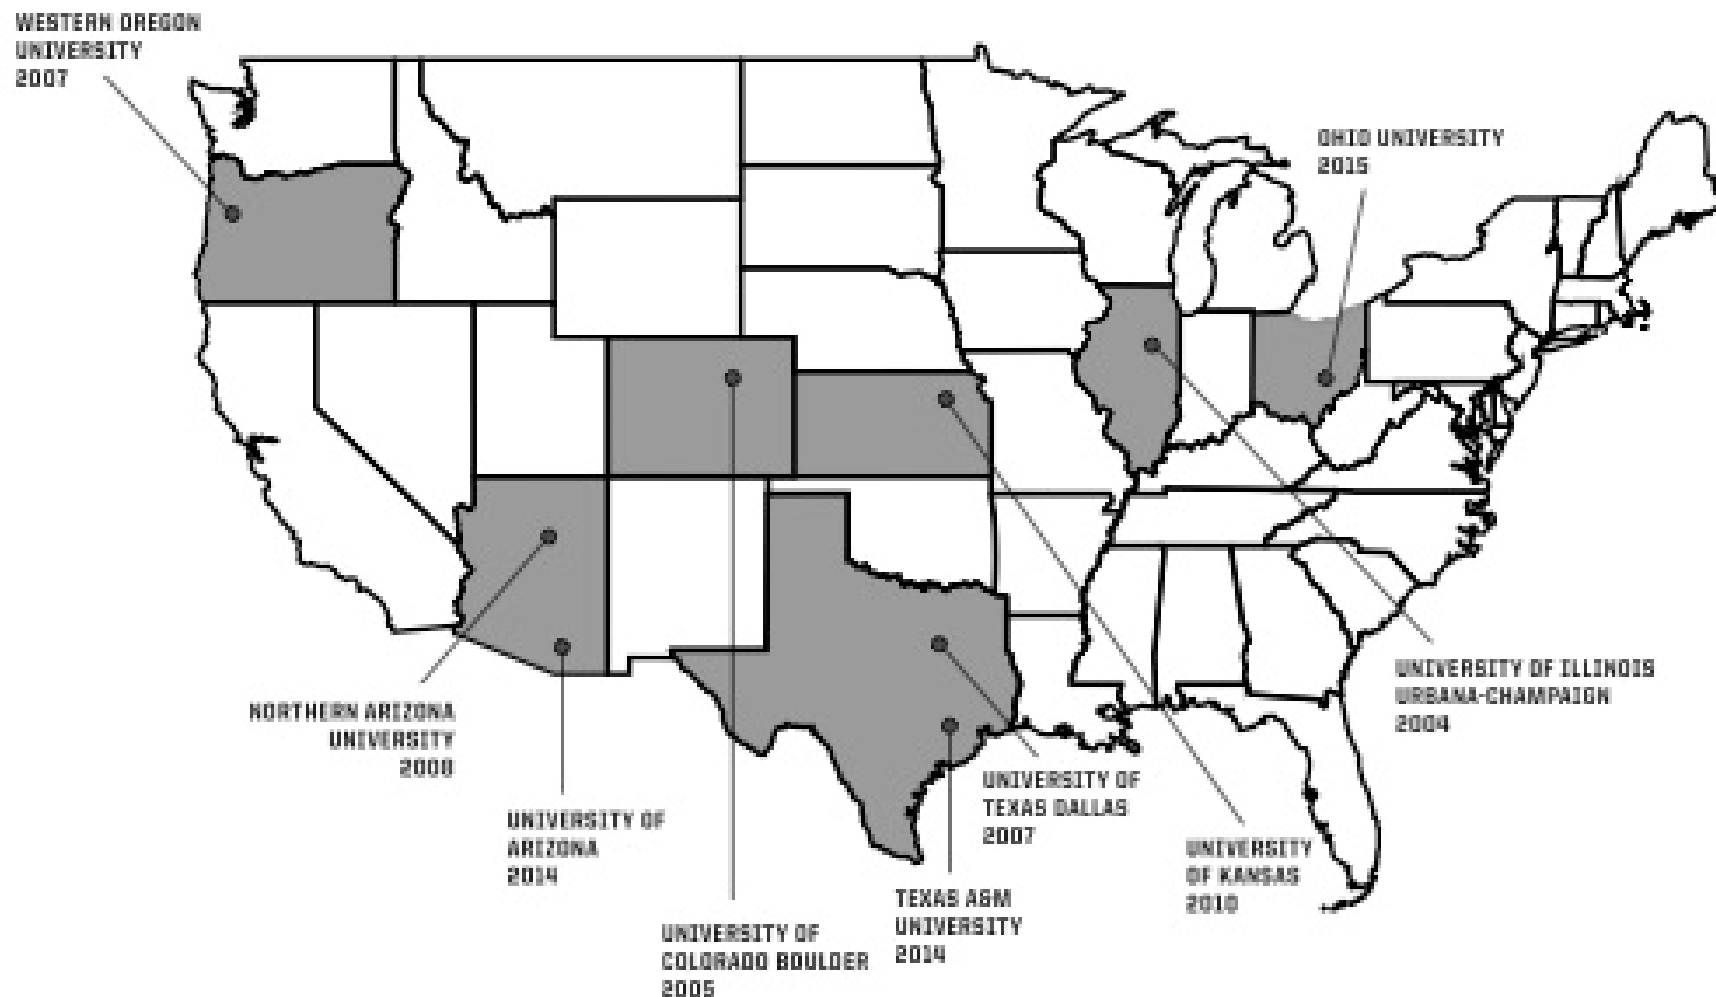 WESTERN OREGON
UNIVERSITY
2007
OHIO UNIVERSITY
2015
UNIVERSITY OF ILLINOIS
URBANA-CHAMPAIGN
2004
NORTHERN ARIZONA
UNIVERSITY
2008
UNIVERSITY OF
ARIZONA
2014
UNIVERSITY OF
COLORADO BOULDER
2005
TEXAS A&M
UNIVERSITY
2014
UNIVERSITY OF
TEXAS DALLAS
2007
UNIVERSITY
OF KANSAS
2010